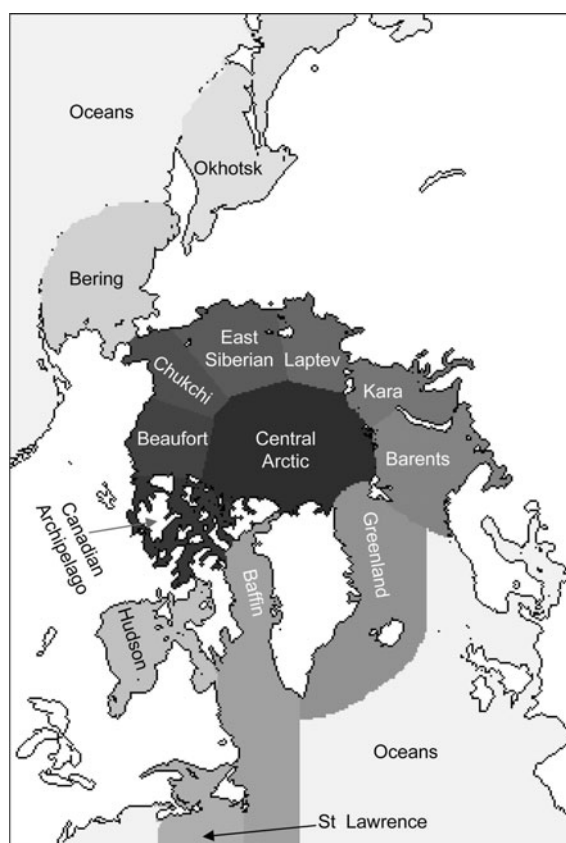 Oceans
Okhotsk
Bering
East
Siberian
Laptev
Chukchi
Kara
Beaufort
Central
Arctic
Barents
Canadian
Archipelago
Greenland
Baffin
Hudson
Oceans
St Lawrence